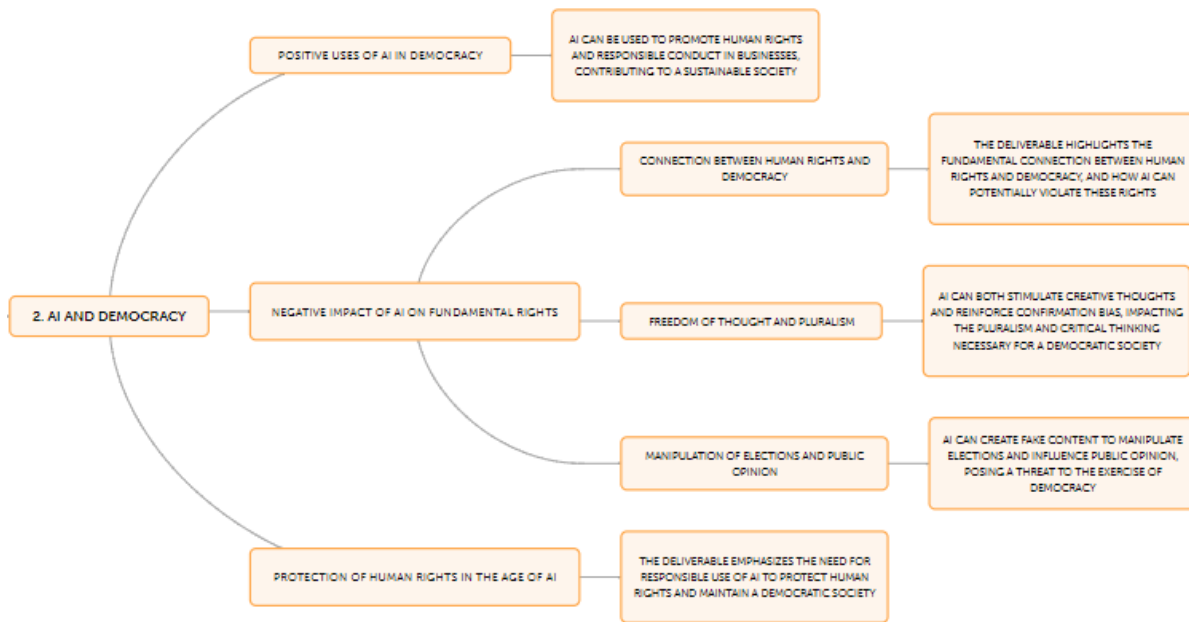 POSITIVE USES OF AI IN DEMOCRACY
AI CAN BE USED TO PROMOTE HUMAN RIGHTS
AND RESPONSIBLE CONDUCT IN BUSINESSES,
CONTRIBUTING TO A SUSTAINABLE SOCIETY
2. AI AND DEMOCRACY
NEGATIVE IMPACT OF AI ON FUNDAMENTAL RIGHTS
CONNECTION BETWEEN HUMAN RIGHTS AND
DEMOCRACY
THE DELIVERABLE HIGHLIGHTS THE
FUNDAMENTAL CONNECTION BETWEEN HUMAN
RIGHTS AND DEMOCRACY, AND HOW AI CAN
POTENTIALLY VIOLATE THESE RIGHTS
FREEDOM OF THOUGHT AND PLURALISM
AI CAN BOTH STIMULATE CREATIVE THOUGHTS
AND REINFORCE CONFIRMATION BIAS, IMPACTING
THE PLURALISM AND CRITICAL THINKING
NECESSARY FOR A DEMOCRATIC SOCIETY
MANIPULATION OF ELECTIONS AND PUBLIC
OPINION
AI CAN CREATE FAKE CONTENT TO MANIPULATE
ELECTIONS AND INFLUENCE PUBLIC OPINION,
POSING A THREAT TO THE EXERCISE OF
DEMOCRACY
PROTECTION OF HUMAN RIGHTS IN THE AGE OF AI
THE DELIVERABLE EMPHASIZES THE NEED FOR
RESPONSIBLE USE OF AI TO PROTECT HUMAN
RIGHTS AND MAINTAIN A DEMOCRATIC SOCIETY